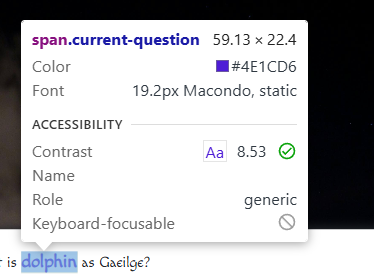 span.current-question 59.13 × 22.4
Color #4E1CD6
Font 19.2px Macondo, static
ACCESSIBILITY
Contrast Aa 8.53
Name
Role generic
Keyboard-focusable
is dolphin as Gaeilge?